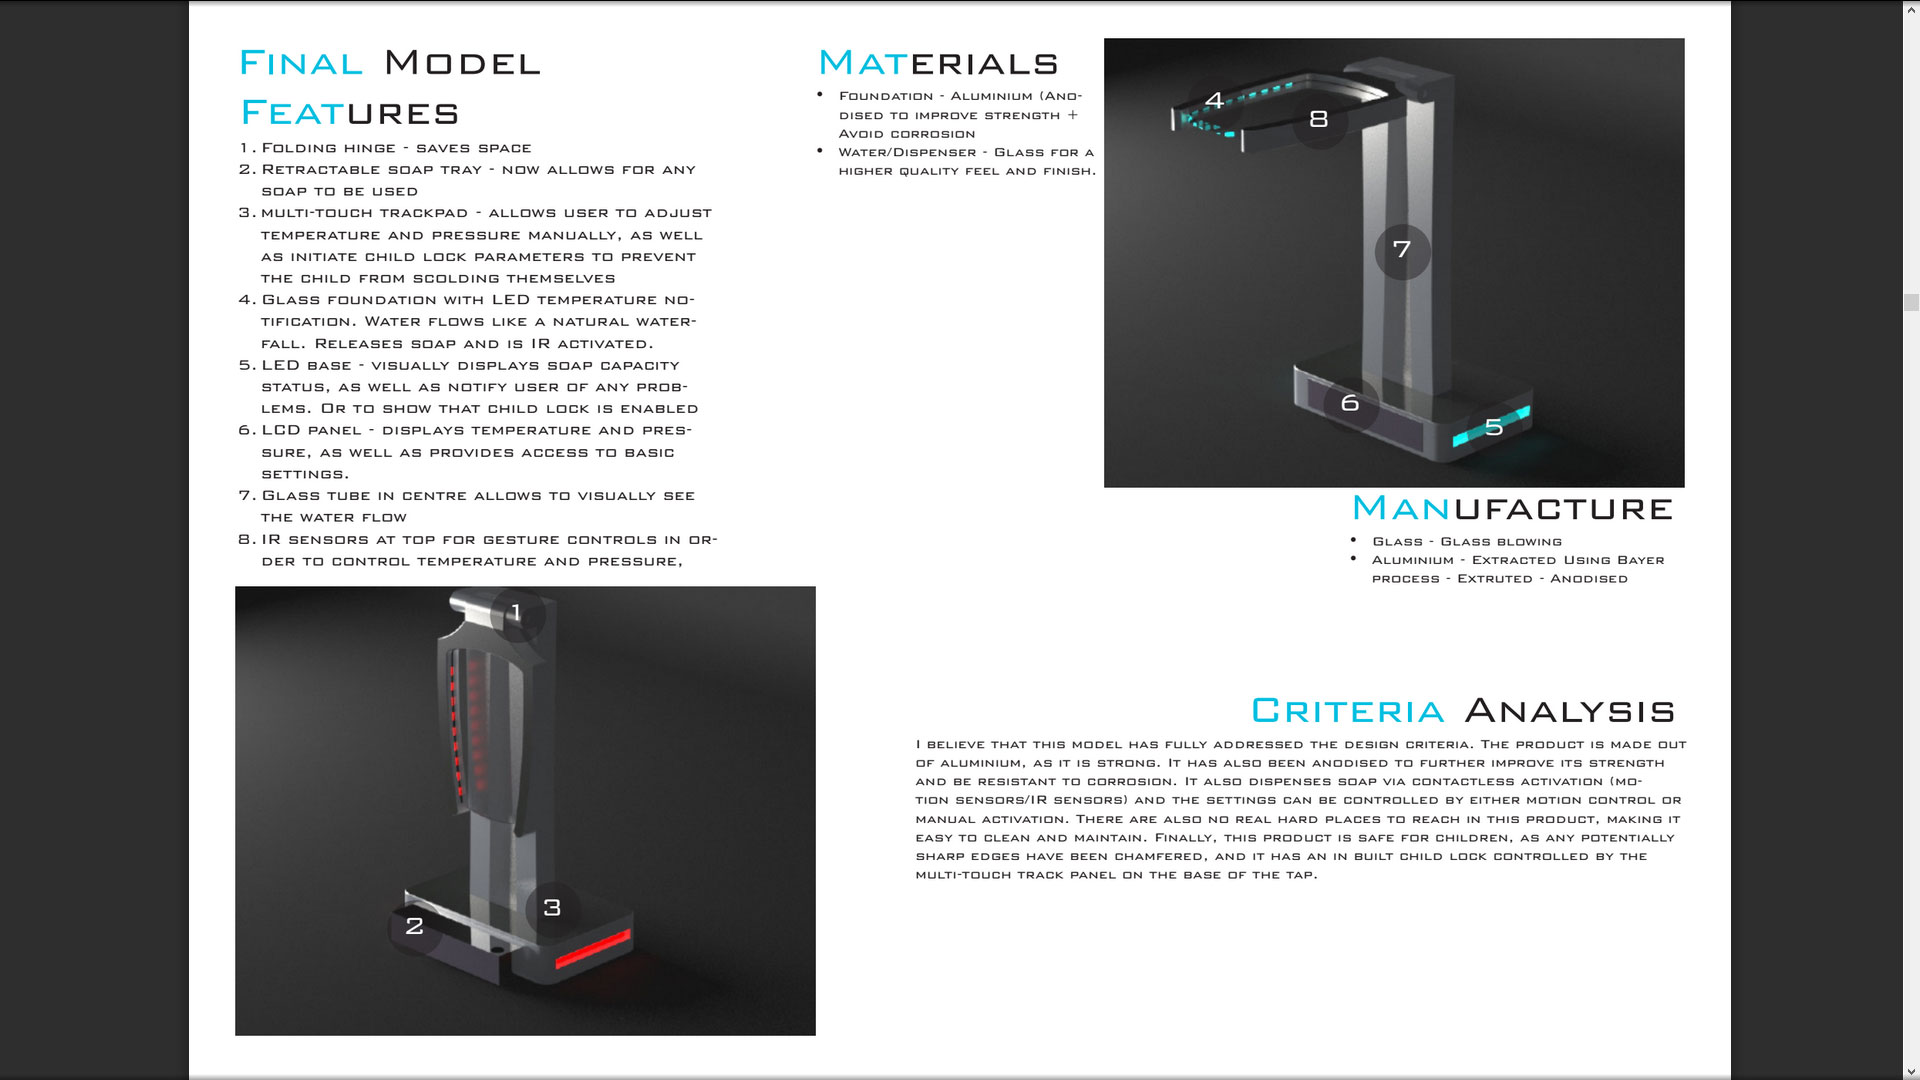 Final Model
Features
1. Folding hinge - saves space
2. Retractable soap tray - now allows for any
soap to be used
3. multi-touch trackpad - allows user to adjust
temperature and pressure manually, as well
as initiate child lock parameters to prevent
the child from scolding themselves
4. Glass foundation with LED temperature no-
tification. Water flows like a natural water-
fall. Releases soap and is IR activated.
5. LED base - visually displays soap capacity
status, as well as notify user of any prob-
lems. Or to show that child lock is enabled
6. LCD panel - displays temperature and pres-
sure, as well as provides access to basic
settings.
7. Glass tube in centre allows to visually see
the water flow
8. IR sensors at top for gesture controls in or-
der to control temperature and pressure,
1
2
3
Materials
• Foundation - Aluminium (Ano-
dised to improve strength +
Avoid corrosion
• Water/Dispenser - Glass for a
higher quality feel and finish.
4
8
7
6
5
Manufacture
• Glass - Glass blowing
• Aluminium - Extracted Using Bayer
process - Extruted - Anodised
Criteria Analysis
I believe that this model has fully addressed the design criteria. The product is made out
of aluminium, as it is strong. It has also been anodised to further improve its strength
and be resistant to corrosion. It also dispenses soap via contactless activation (mo-
tion sensors/IR sensors) and the settings can be controlled by either motion control or
manual activation. There are also no real hard places to reach in this product, making it
easy to clean and maintain. Finally, this product is safe for children, as any potentially
sharp edges have been chamfered, and it has an in built child lock controlled by the
multi-touch track panel on the base of the tap.